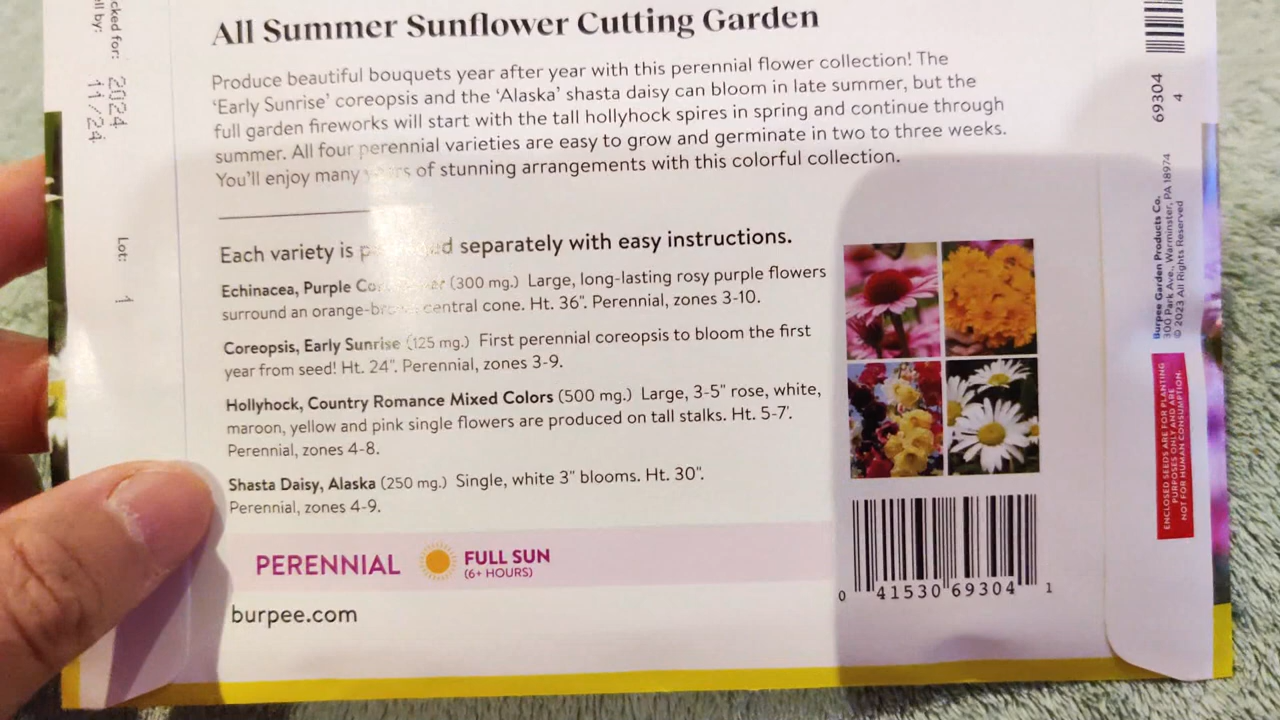 All Summer Sunflower Cutting Garden
Produce beautiful bouquets year after year with this perennial flower collection! The
'Early Sunrise' coreopsis and the 'Alaska' shasta daisy can bloom in late summer, but the
full garden fireworks will start with the tall hollyhock spires in spring and continue through
summer. All four perennial varieties are easy to grow and germinate in two to three weeks.
You'll enjoy many of stunning arrangements with this colorful collection.
Each variety is separately with easy instructions.
Echinacea, Purple (300 mg.) Large, long-lasting rosy purple flowers
surround an central cone. Ht. 36". Perennial, zones 3-10.
Coreopsis, Early Sunrise (125 mg.) First perennial coreopsis to bloom the first
year from seed! Ht. 24". Perennial, zones 3-9.
Hollyhock, Country Romance Mixed Colors (500 mg.) Large, 3-5" rose, white,
maroon, yellow and pink single flowers are produced on tall stalks. Ht. 5-7'.
Perennial, zones 4-8.
Shasta Daisy, Alaska (250 mg.) Single, white 3" blooms. Ht. 30".
Perennial, zones 4-9.
PERENNIAL
FULL SUN
(6+ HOURS)
burpee.com
for: 2024
by: 11/24
Lot: 1
69304
4
Burpee Garden Products Co.
300 Park Ave., Warminster, PA 18974
© 2023 All Rights Reserved
ENCLOSED SEEDS ARE FOR PLANTING
PURPOSES ONLY AND ARE
NOT FOR HUMAN CONSUMPTION.
0 41530 69304 1